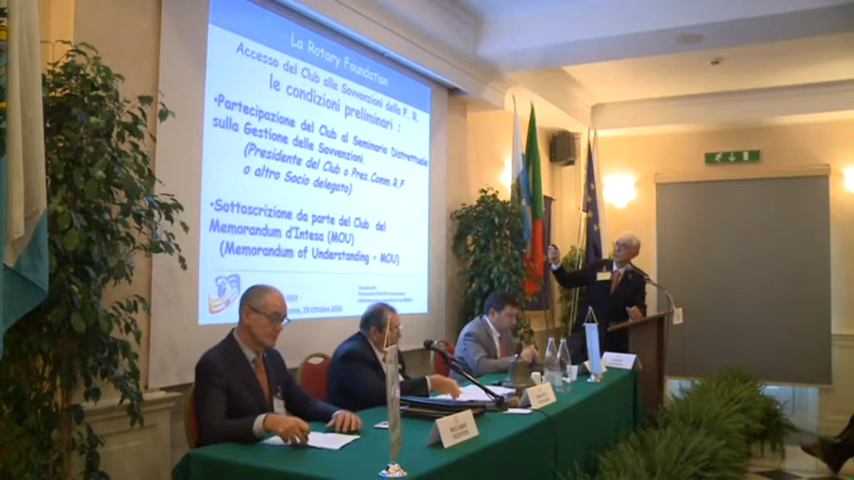 La Rotary Foundation
Accesso del Club alle Sovvenzioni della F. R.
le condizioni preliminari :
•Partecipazione del Club al Seminario Distrettuale
sulla Gestione delle Sovvenzioni.
(Presidente del Club o Pres.Comm.R.F
o altro Socio delegato)
•Sottoscrizione da parte del Club del
Memorandum d'Intesa (MOU)
(Memorandum of Understanding = MOU)